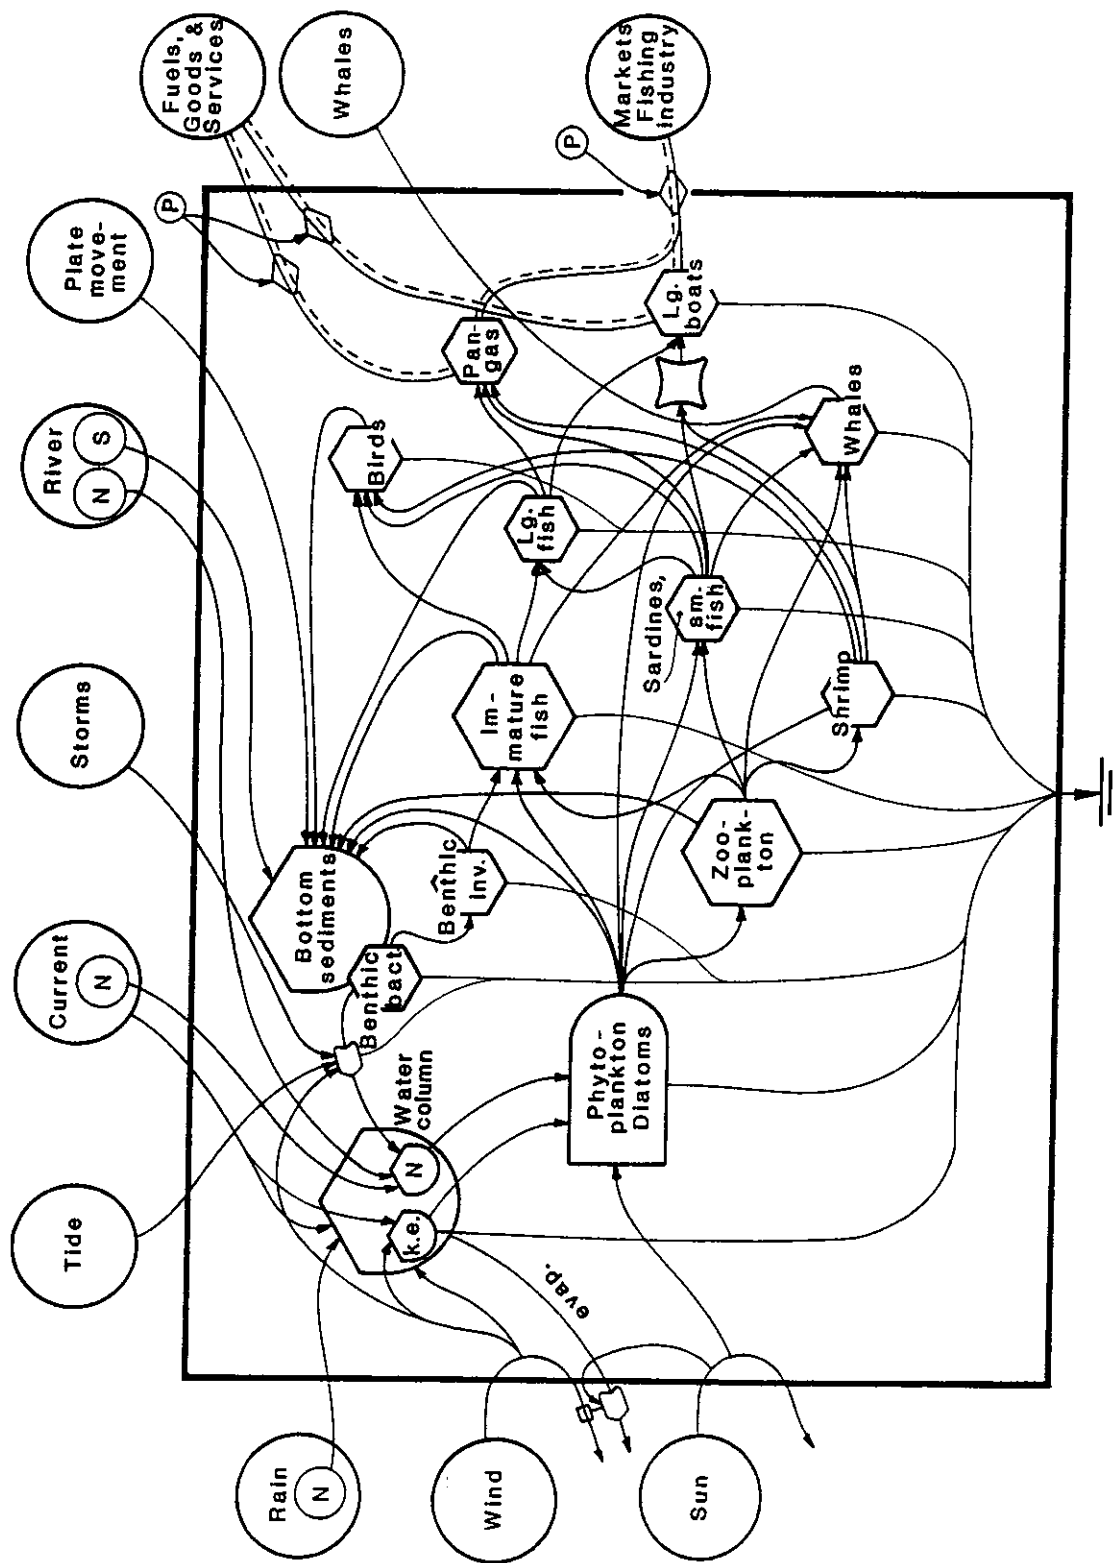 Rain
N
Wind
Sun
Tide
Current
N
Storms
River
N
S
Plate
move-
ment
P
Fuels,
Goods &
Services
Whales
P
Markets
Fishing
industry
Water
column
k.e.
N
evap.
Bottom
sediments
Benthic
bact.
Benthic
inv.
Phyto-
plankton
Diatoms
Zoo-
plank-
ton
Im-
mature
fish
Birds
Lg.
fish
Sardines,
sm.
fish
Shrimp
Pan-
gas
Lg.
boats
Whales